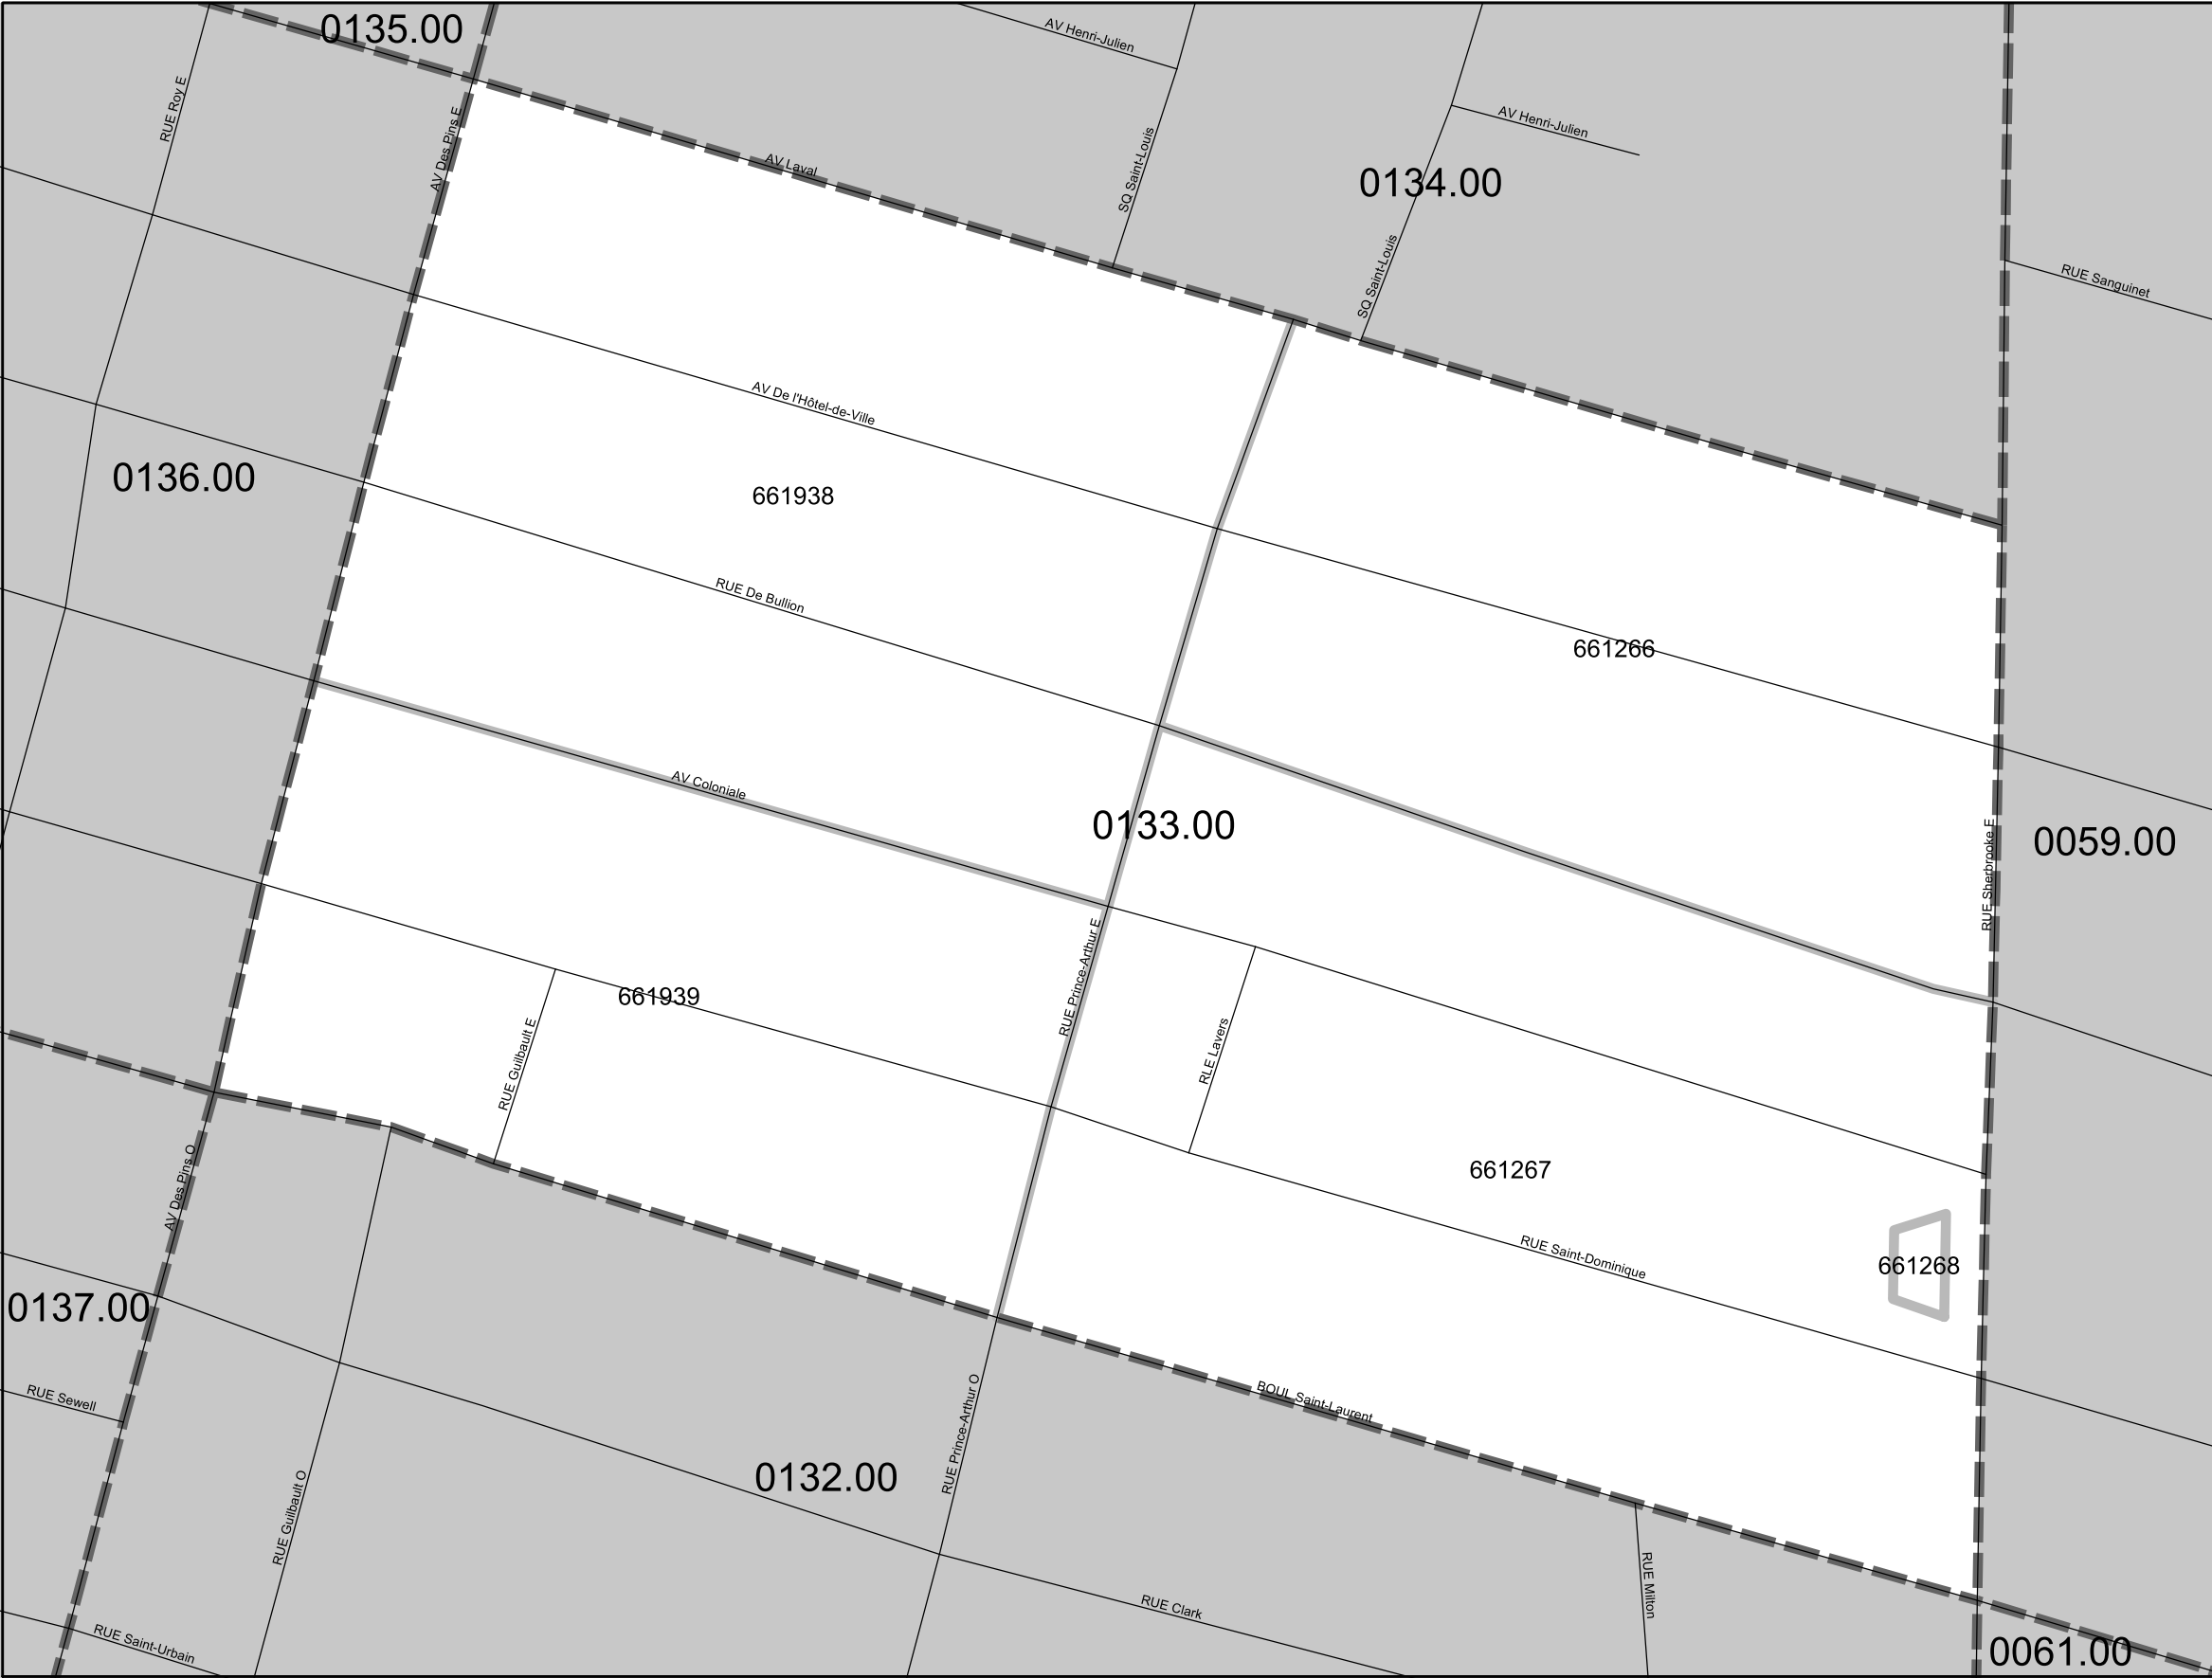 0135.00
AV Henri-Julien
RUE Roy E
AV Des Pins E
AV Henri-Julien
AV Laval
SQ Saint-Louis
0134.00
SQ Saint-Louis
RUE Sanguinet
AV De l'Hôtel-de-Ville
0136.00
661938
RUE De Bullion
661266
AV Coloniale
0133.00
RUE Sherbrooke E
0059.00
RUE Prince-Arthur E
661939
RUE Guilbault E
RLE Lavers
661267
AV Des Pins O
RUE Saint-Dominique
661268
0137.00
RUE Sewell
BOUL Saint-Laurent
RUE Prince-Arthur O
0132.00
RUE Guilbault O
RUE Milton
RUE Clark
RUE Saint-Urbain
0061.00